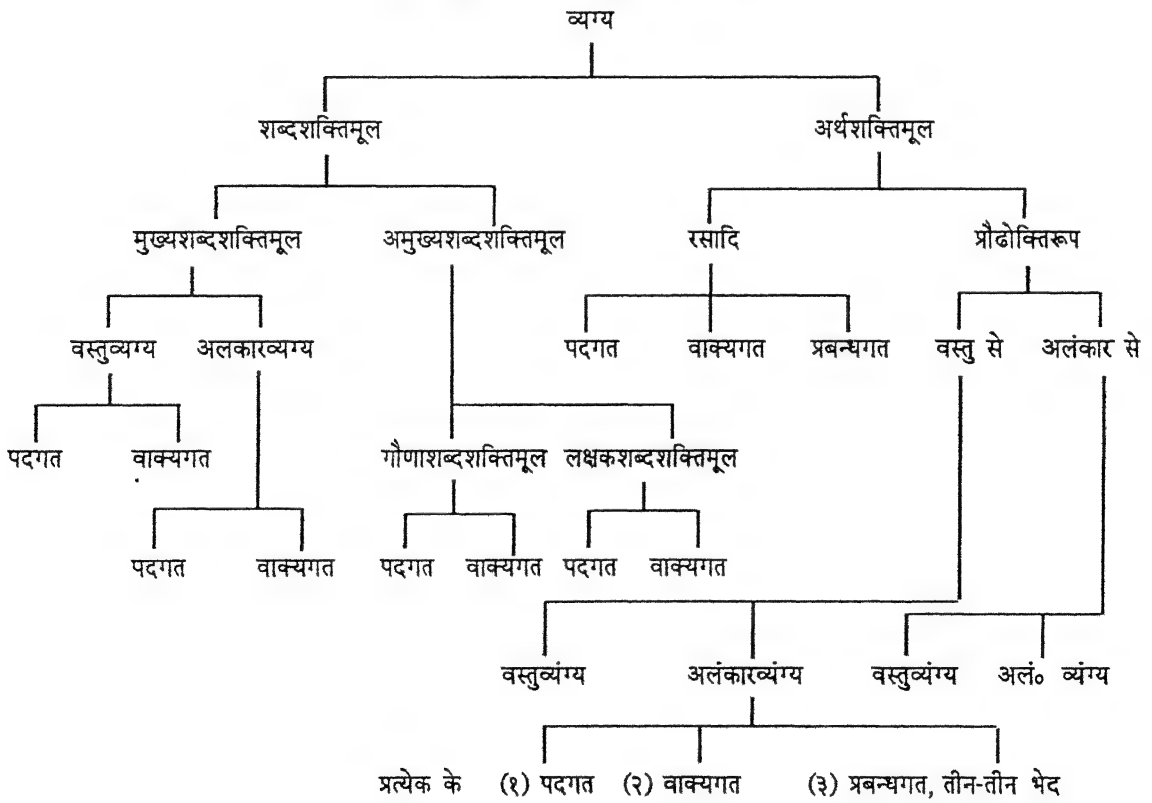 व्यग्य
शब्दशक्तिमूल अर्थशक्तिमूल
मुख्यशब्दशक्तिमूल अमुख्यशब्दशक्तिमूल रसादि प्रौढोक्तिरूप
वस्तुव्यग्य अलकारव्यग्य पदगत वाक्यगत प्रबन्धगत वस्तु से अलंकार से
पदगत वाक्यगत गौणाशब्दशक्तिमूल लक्षकशब्दशक्तिमूल
पदगत वाक्यगत पदगत वाक्यगत पदगत वाक्यगत
वस्तुव्यंग्य अलंकारव्यंग्य वस्तुव्यंग्य अलं० व्यंग्य
प्रत्येक के (१) पदगत (२) वाक्यगत (३) प्रबन्धगत, तीन-तीन भेद